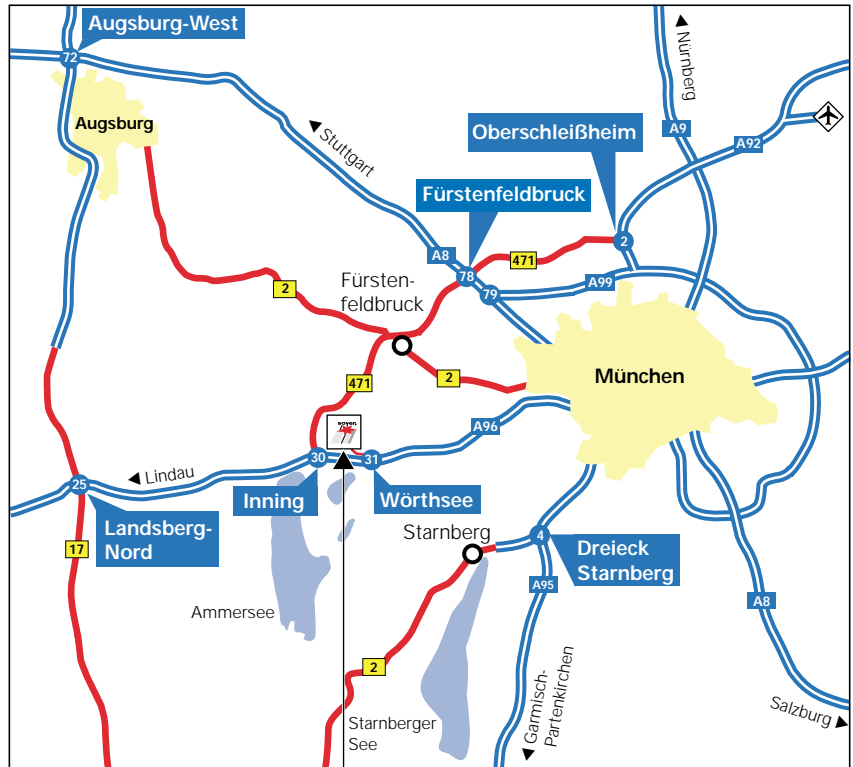 Augsburg-West
72
Augsburg
Nürnberg
A9
A92
Oberschleißheim
Stuttgart
Fürstenfeldbruck
2
471
A8
78
79
A99
Fürsten-
feldbruck
2
471
2
München
soyer
A96
30
31
Lindau
25
Inning
Wörthsee
Landsberg-
Nord
17
Starnberg
4
Dreieck
Starnberg
A95
A8
Ammersee
2
Starnberger
See
Garmisch-
Partenkirchen
Salzburg